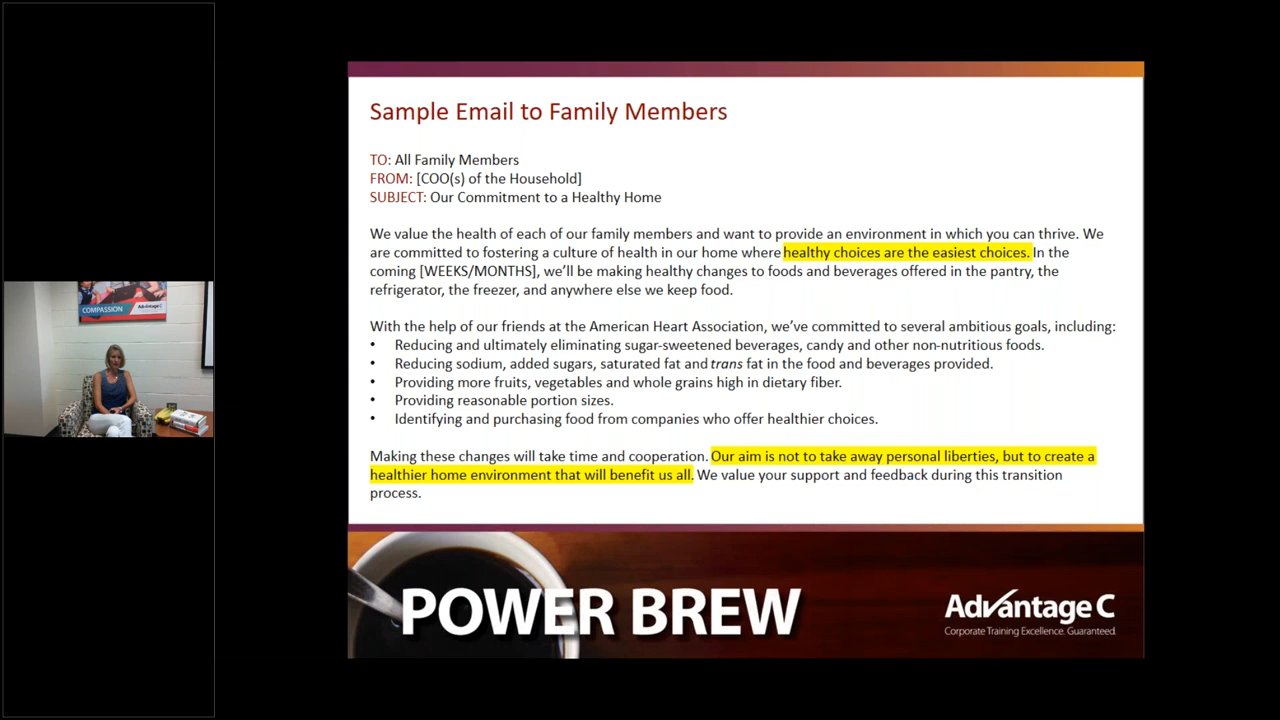 Sample Email to Family Members
TO: All Family Members
FROM: [COO(s) of the Household]
SUBJECT: Our Commitment to a Healthy Home
We value the health of each of our family members and want to provide an environment in which you can thrive. We
are committed to fostering a culture of health in our home where healthy choices are the easiest choices. In the
coming [WEEKS/MONTHS], we’ll be making healthy changes to foods and beverages offered in the pantry, the
refrigerator, the freezer, and anywhere else we keep food.
With the help of our friends at the American Heart Association, we’ve committed to several ambitious goals, including:
• Reducing and ultimately eliminating sugar-sweetened beverages, candy and other non-nutritious foods.
• Reducing sodium, added sugars, saturated fat and trans fat in the food and beverages provided.
• Providing more fruits, vegetables and whole grains high in dietary fiber.
• Providing reasonable portion sizes.
• Identifying and purchasing food from companies who offer healthier choices.
Making these changes will take time and cooperation. Our aim is not to take away personal liberties, but to create a
healthier home environment that will benefit us all. We value your support and feedback during this transition
process.
POWER BREW
Advantage C
Corporate Training Excellence. Guaranteed.
COMPASSION
Advantage C